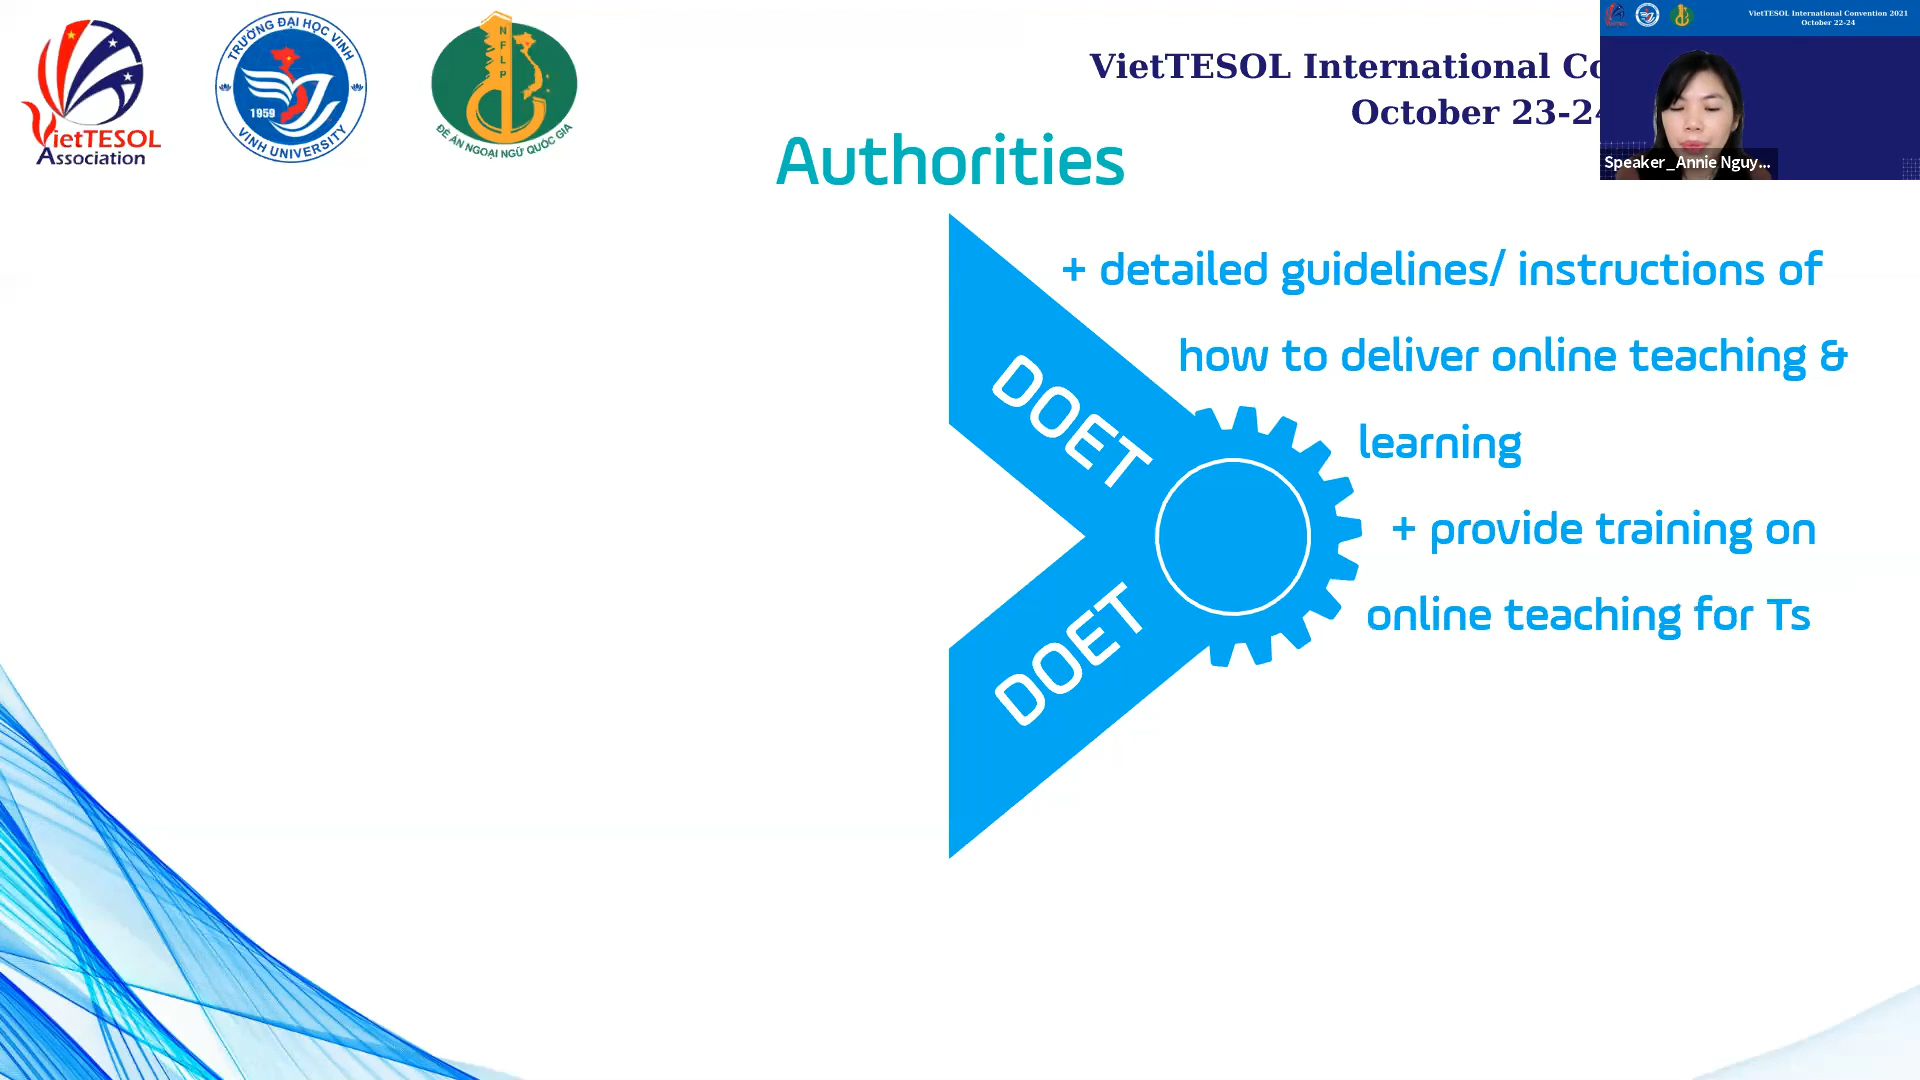 VietTESOL
Association
TRƯỜNG ĐẠI HỌC VINH
1959
VINH UNIVERSITY
NFLP
ĐỀ ÁN NGOẠI NGỮ QUỐC GIA
VietTESOL International Co
October 23-24
VietTESOL International Convention 2021
October 22-24
Speaker_Annie Nguy...
Authorities
+ detailed guidelines/ instructions of
how to deliver online teaching &
learning
+ provide training on
online teaching for Ts
DOET
DOET